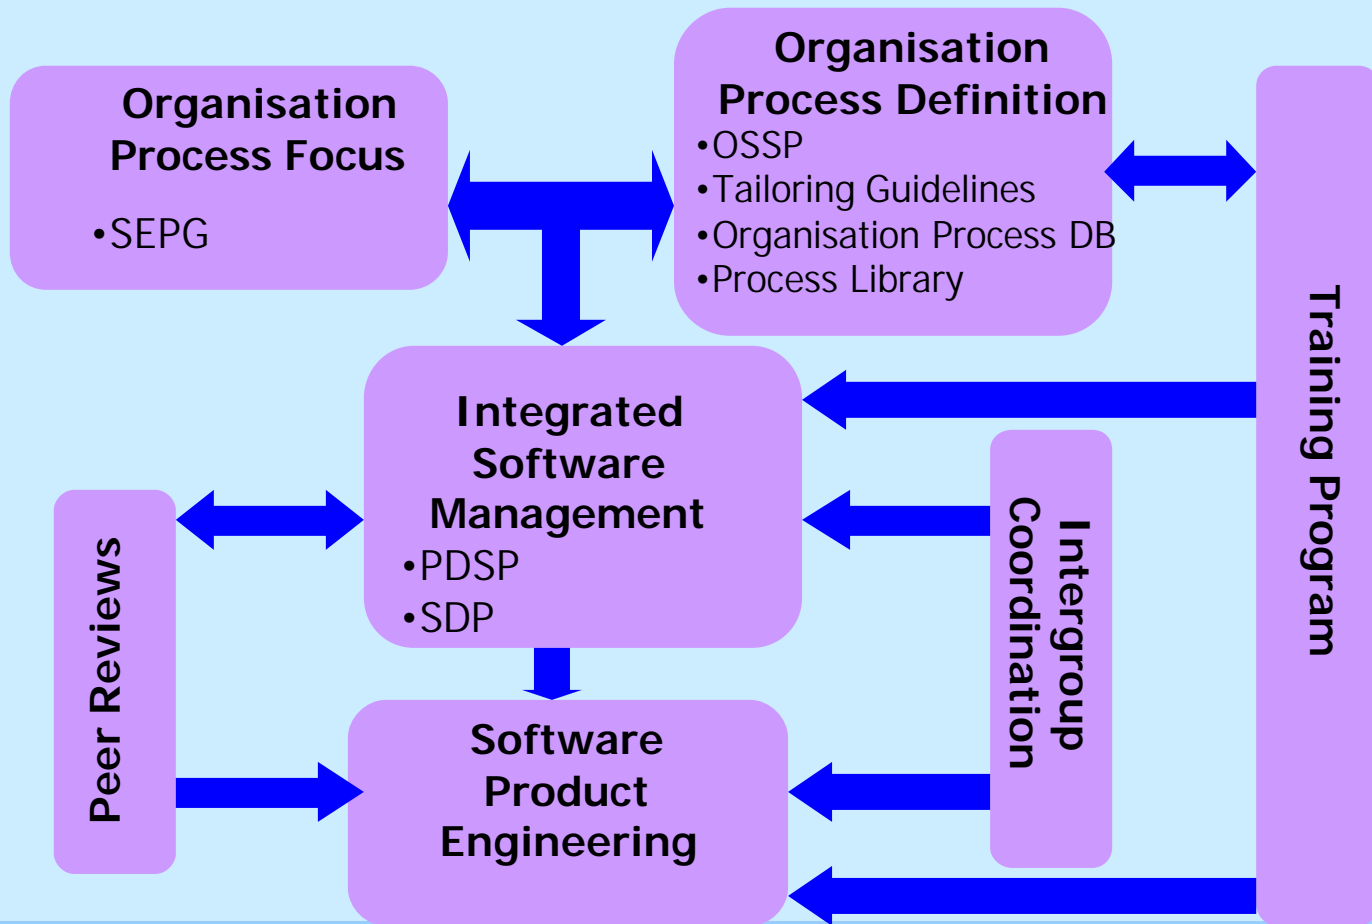 Organisation
Process Focus
•SEPG
Organisation
Process Definition
•OSSP
•Tailoring Guidelines
•Organisation Process DB
•Process Library
Integrated
Software
Management
•PDSP
•SDP
Software
Product
Engineering
Peer Reviews
Intergroup
Coordination
Training Program